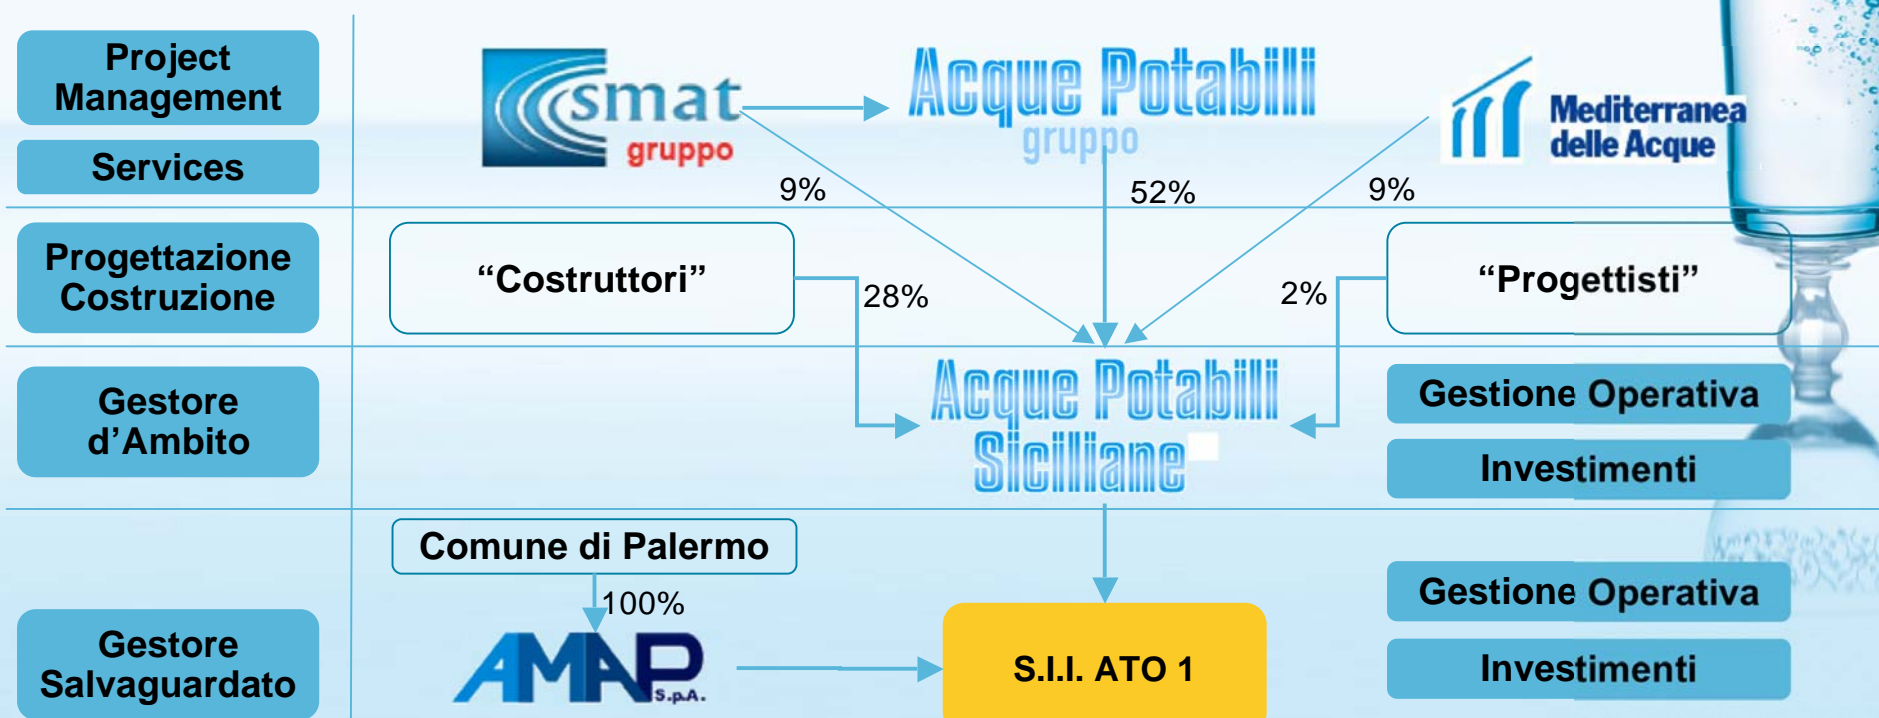 Project
Management
Services
smat
gruppo
Acque Potabili
gruppo
Mediterranea
delle Acque
9%
52%
9%
Progettazione
Costruzione
“Costruttori”
28%
2%
“Progettisti”
Gestore
d’Ambito
Acque Potabili
Siciliane
Gestione Operativa
Investimenti
Comune di Palermo
100%
Gestore
Salvaguardato
AMAP
S.p.A.
S.I.I. ATO 1
Gestione Operativa
Investimenti